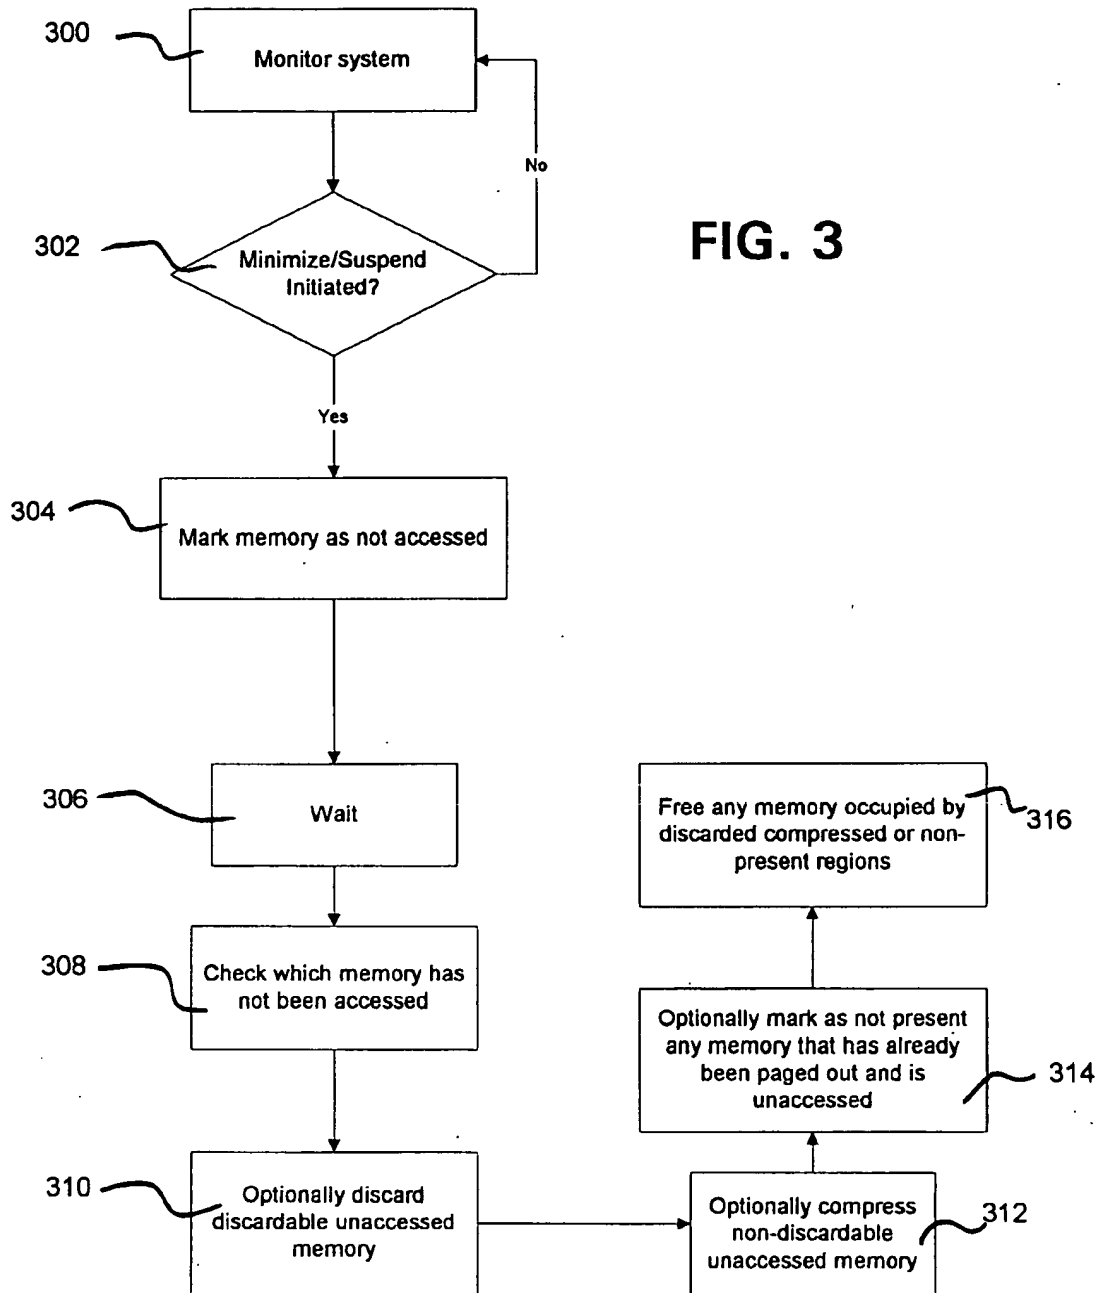 300
Monitor system
No
302
Minimize/Suspend
Initiated?
FIG. 3
Yes
304
Mark memory as not accessed
306
Wait
308
Check which memory has
not been accessed
310
Optionally discard
discardable unaccessed
memory
Optionally compress
non-discardable
unaccessed memory
312
Optionally mark as not present
any memory that has already
been paged out and is
unaccessed
314
Free any memory occupied by
discarded compressed or non-
present regions
316